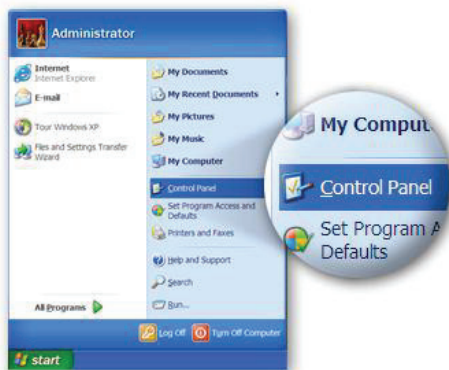 Administrator
Internet
Internet Explorer
E-mail
Tour Windows XP
Files and Settings Transfer
Wizard
All Programs
My Documents
My Recent Documents
My Pictures
My Music
My Computer
Control Panel
Set Program Access and
Defaults
Printers and Faxes
Help and Support
Search
Run...
Log Off
Turn Off Computer
start
My Comput
Control Panel
Set Program A
Defaults